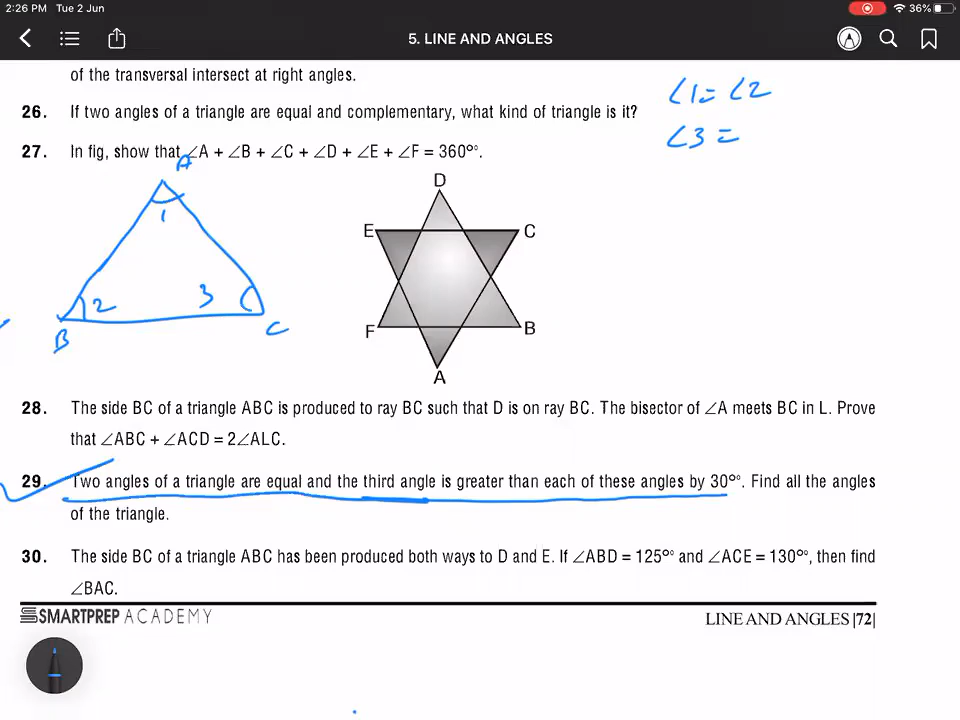 2:26 PM Tue 2 Jun 36%
5. LINE AND ANGLES
of the transversal intersect at right angles.
26. If two angles of a triangle are equal and complementary, what kind of triangle is it?
∠1 = ∠2
∠3 =
27. In fig, show that ∠A + ∠B + ∠C + ∠D + ∠E + ∠F = 360°°.
A
1
2 3
B C
D
E C
F B
A
28. The side BC of a triangle ABC is produced to ray BC such that D is on ray BC. The bisector of ∠A meets BC in L. Prove
that ∠ABC + ∠ACD = 2∠ALC.
29. Two angles of a triangle are equal and the third angle is greater than each of these angles by 30°°. Find all the angles
of the triangle.
30. The side BC of a triangle ABC has been produced both ways to D and E. If ∠ABD = 125°° and ∠ACE = 130°°, then find
∠BAC.
SMARTPREP ACADEMY LINE AND ANGLES |72|